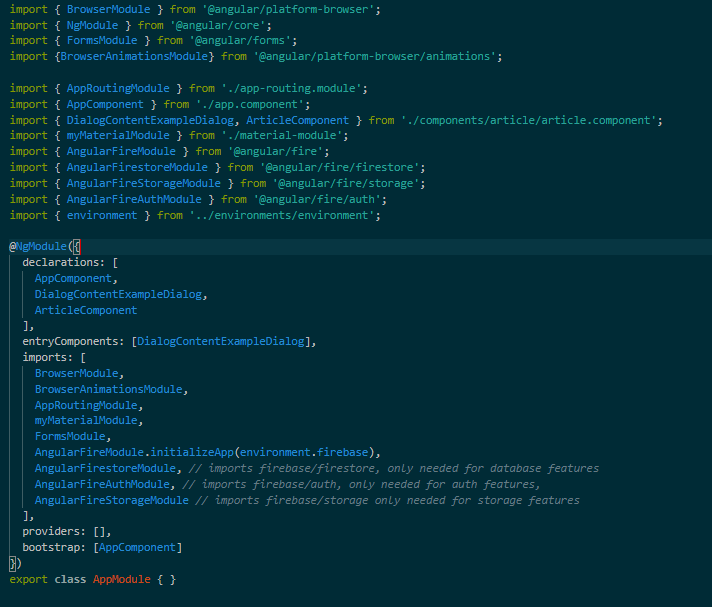 import { BrowserModule } from '@angular/platform-browser';
import { NgModule } from '@angular/core';
import { FormsModule } from '@angular/forms';
import {BrowserAnimationsModule} from '@angular/platform-browser/animations';

import { AppRoutingModule } from './app-routing.module';
import { AppComponent } from './app.component';
import { DialogContentExampleDialog, ArticleComponent } from './components/article/article.component';
import { myMaterialModule } from './material-module';
import { AngularFireModule } from '@angular/fire';
import { AngularFirestoreModule } from '@angular/fire/firestore';
import { AngularFireStorageModule } from '@angular/fire/storage';
import { AngularFireAuthModule } from '@angular/fire/auth';
import { environment } from '../environments/environment';

@NgModule({
  declarations: [
    AppComponent,
    DialogContentExampleDialog,
    ArticleComponent
  ],
  entryComponents: [DialogContentExampleDialog],
  imports: [
    BrowserModule,
    BrowserAnimationsModule,
    AppRoutingModule,
    myMaterialModule,
    FormsModule,
    AngularFireModule.initializeApp(environment.firebase),
    AngularFirestoreModule, // imports firebase/firestore, only needed for database features
    AngularFireAuthModule, // imports firebase/auth, only needed for auth features,
    AngularFireStorageModule // imports firebase/storage only needed for storage features
  ],
  providers: [],
  bootstrap: [AppComponent]
})
export class AppModule { }